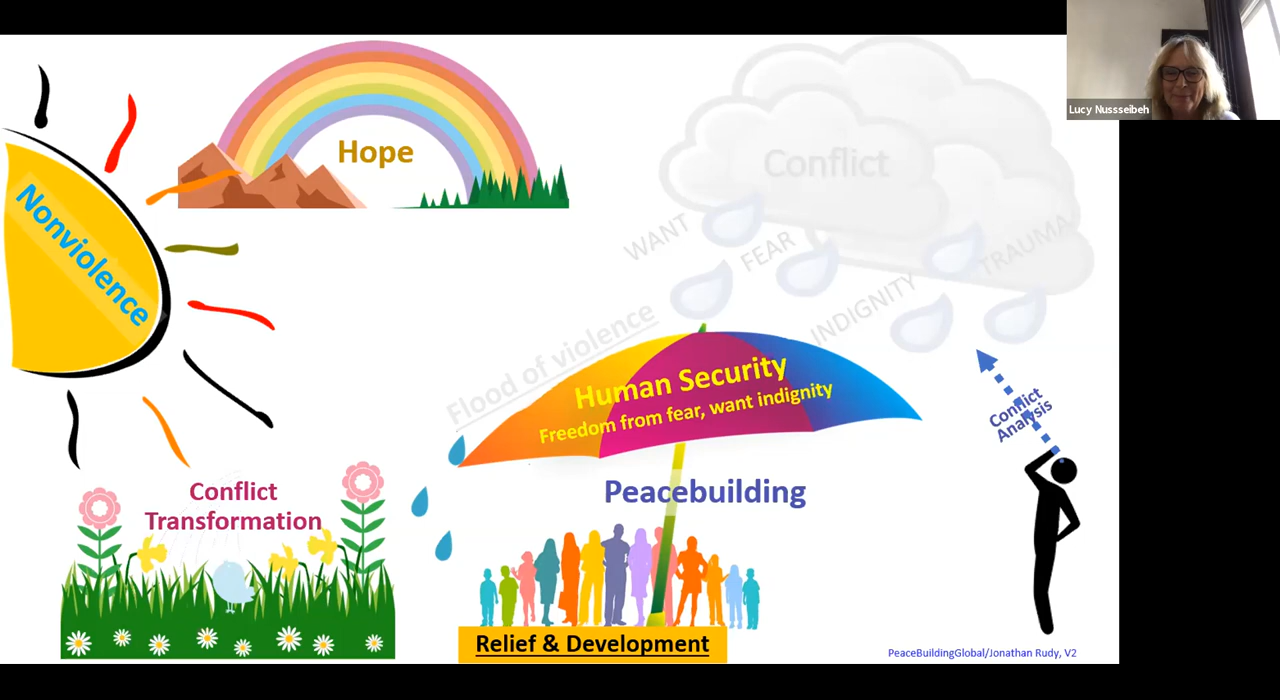 Lucy Nussseibeh
Hope
Conflict
Nonviolence
WANT
FEAR
TRAUMA
INDIGNITY
Flood of violence
Human Security
Freedom from fear, want indignity
Conflict
Analysis
Conflict
Transformation
Peacebuilding
Relief & Development
PeaceBuildingGlobal/Jonathan Rudy, V2